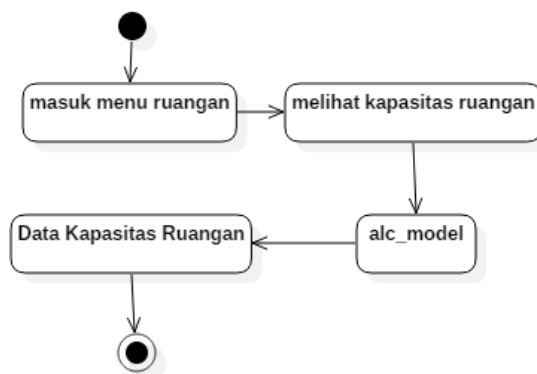 masuk menu ruangan
melihat kapasitas ruangan
alc_model
Data Kapasitas Ruangan